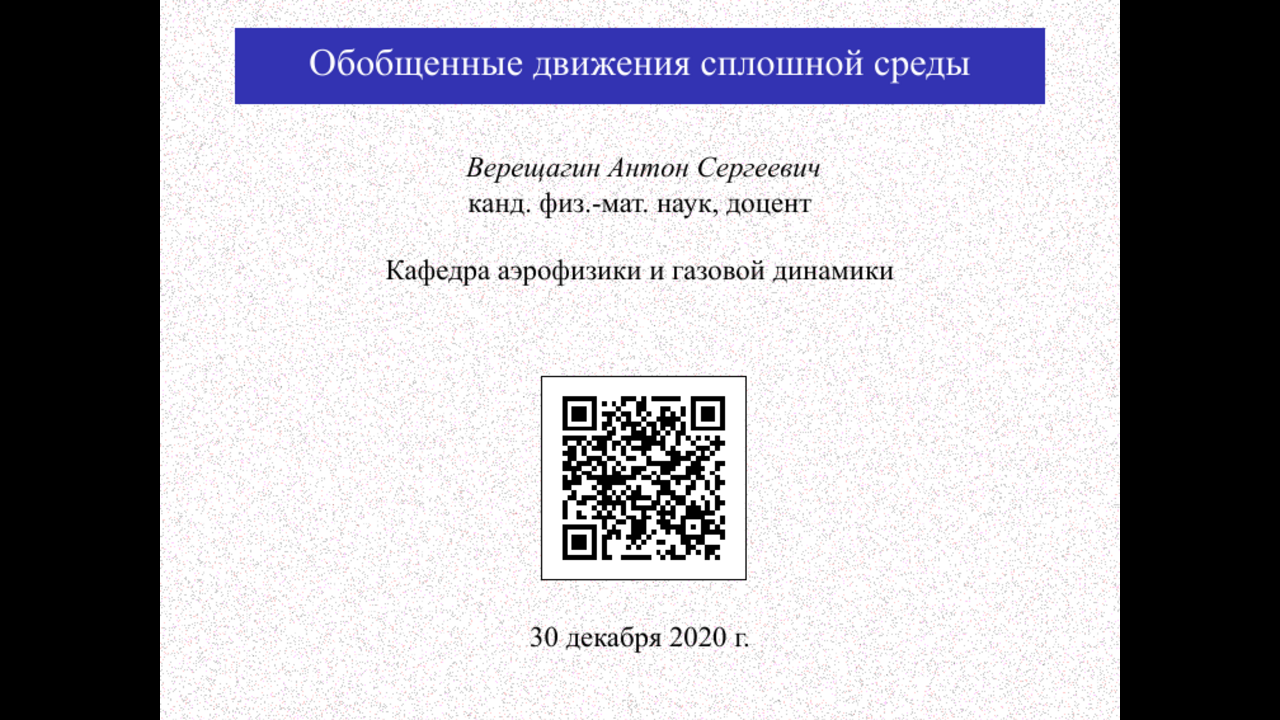 Обобщенные движения сплошной среды
Верещагин Антон Сергеевич
канд. физ.-мат. наук, доцент
Кафедра аэрофизики и газовой динамики
30 декабря 2020 г.